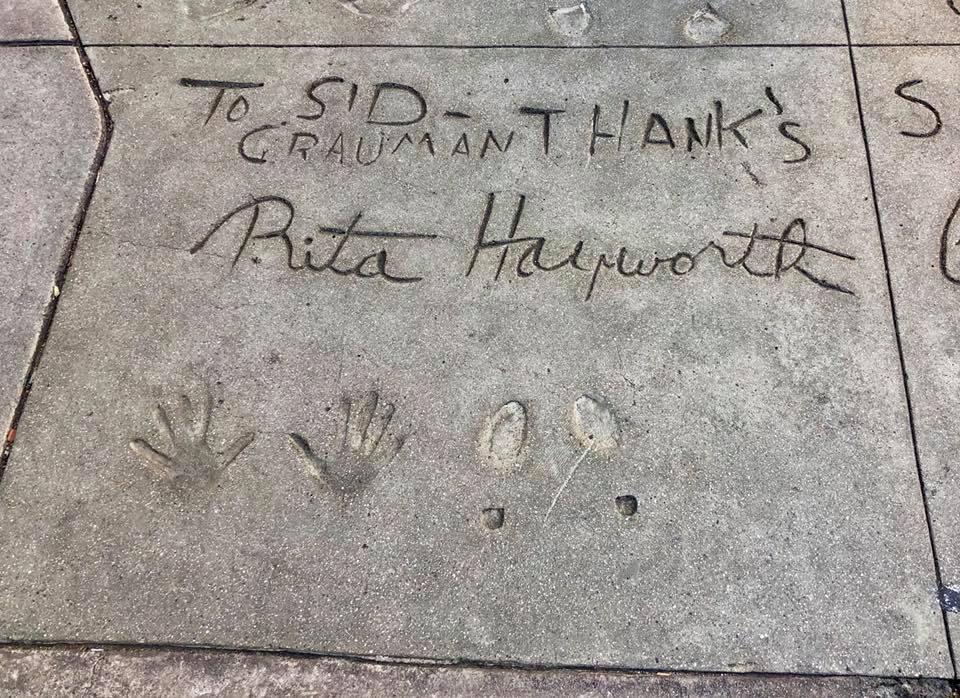 TO SID - THANK'S
GRAUMAN
Rita Hayworth
S